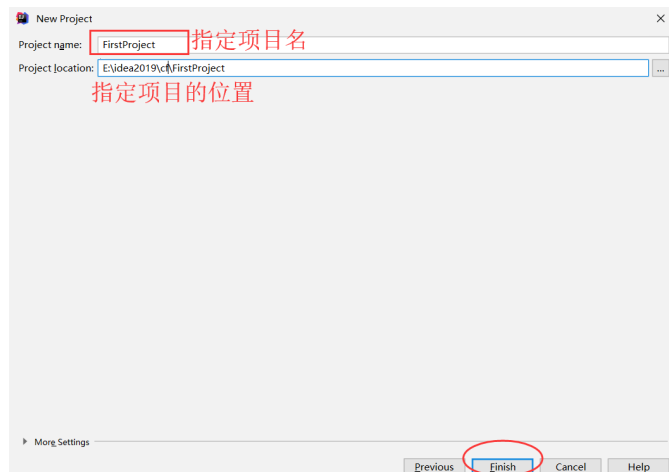 New Project
Project name: FirstProject 指定项目名
Project location: E:\idea2019\cf\FirstProject ...
指定项目的位置
More Settings
Previous Finish Cancel Help